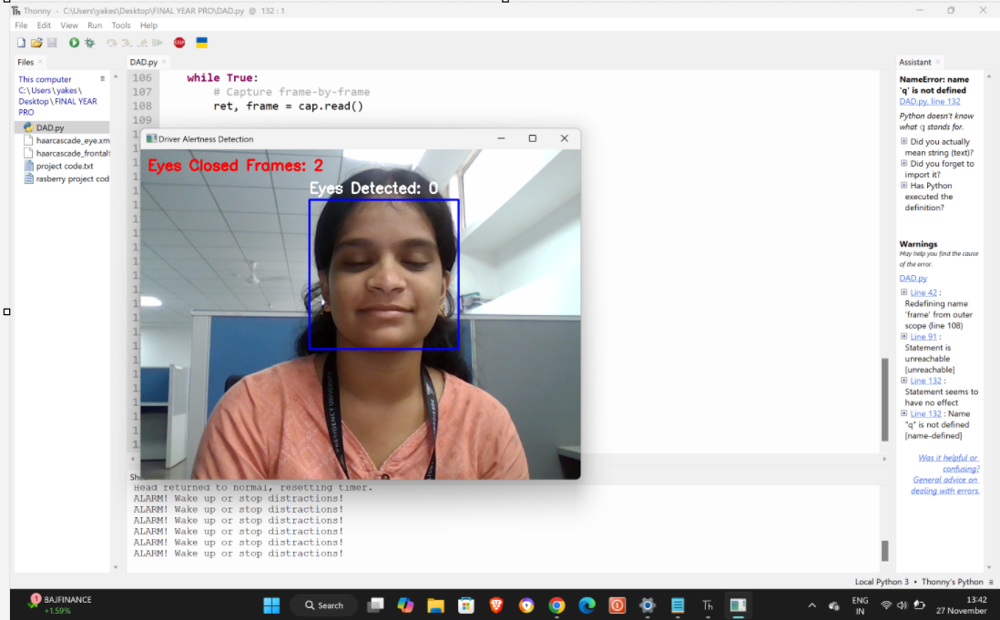 Thonny - C:\Users\yakes\Desktop\FINAL YEAR PRO\DAD.py @ 132 : 1
File Edit View Run Tools Help
STOP
Files
This computer
C:\Users\yakes\
Desktop\FINAL YEAR
PRO
DAD.py
haarcascade_eye.xm
haarcascade_frontalf
project code.txt
rasberry project cod
DAD.py
106 while True:
107 # Capture frame-by-frame
108 ret, frame = cap.read()
109
Driver Alertness Detection
Eyes Closed Frames: 2
Eyes Detected: 0
PRESIDENCY UNIVERSITY
She
Head returned to normal, resetting timer.
ALARM! Wake up or stop distractions!
ALARM! Wake up or stop distractions!
ALARM! Wake up or stop distractions!
ALARM! Wake up or stop distractions!
ALARM! Wake up or stop distractions!
ALARM! Wake up or stop distractions!
Assistant
NameError: name
'q' is not defined
DAD.py, line 132
Python doesn't know
what q stands for.
Did you actually
mean string (text)?
Did you forget to
import it?
Has Python
executed the
definition?
Warnings
May help you find the cause
of the error.
DAD.py
Line 42 :
Redefining name
'frame' from outer
scope (line 108)
Line 91 :
Statement is
unreachable
[unreachable]
Line 132 :
Statement seems to
have no effect
Line 132 : Name
"q" is not defined
[name-defined]
Was it helpful or
confusing?
General advice on
dealing with errors.
Local Python 3 • Thonny's Python ≡
1
BAJFINANCE
+1.59%
Search
Th
ENG
IN
13:42
27 November